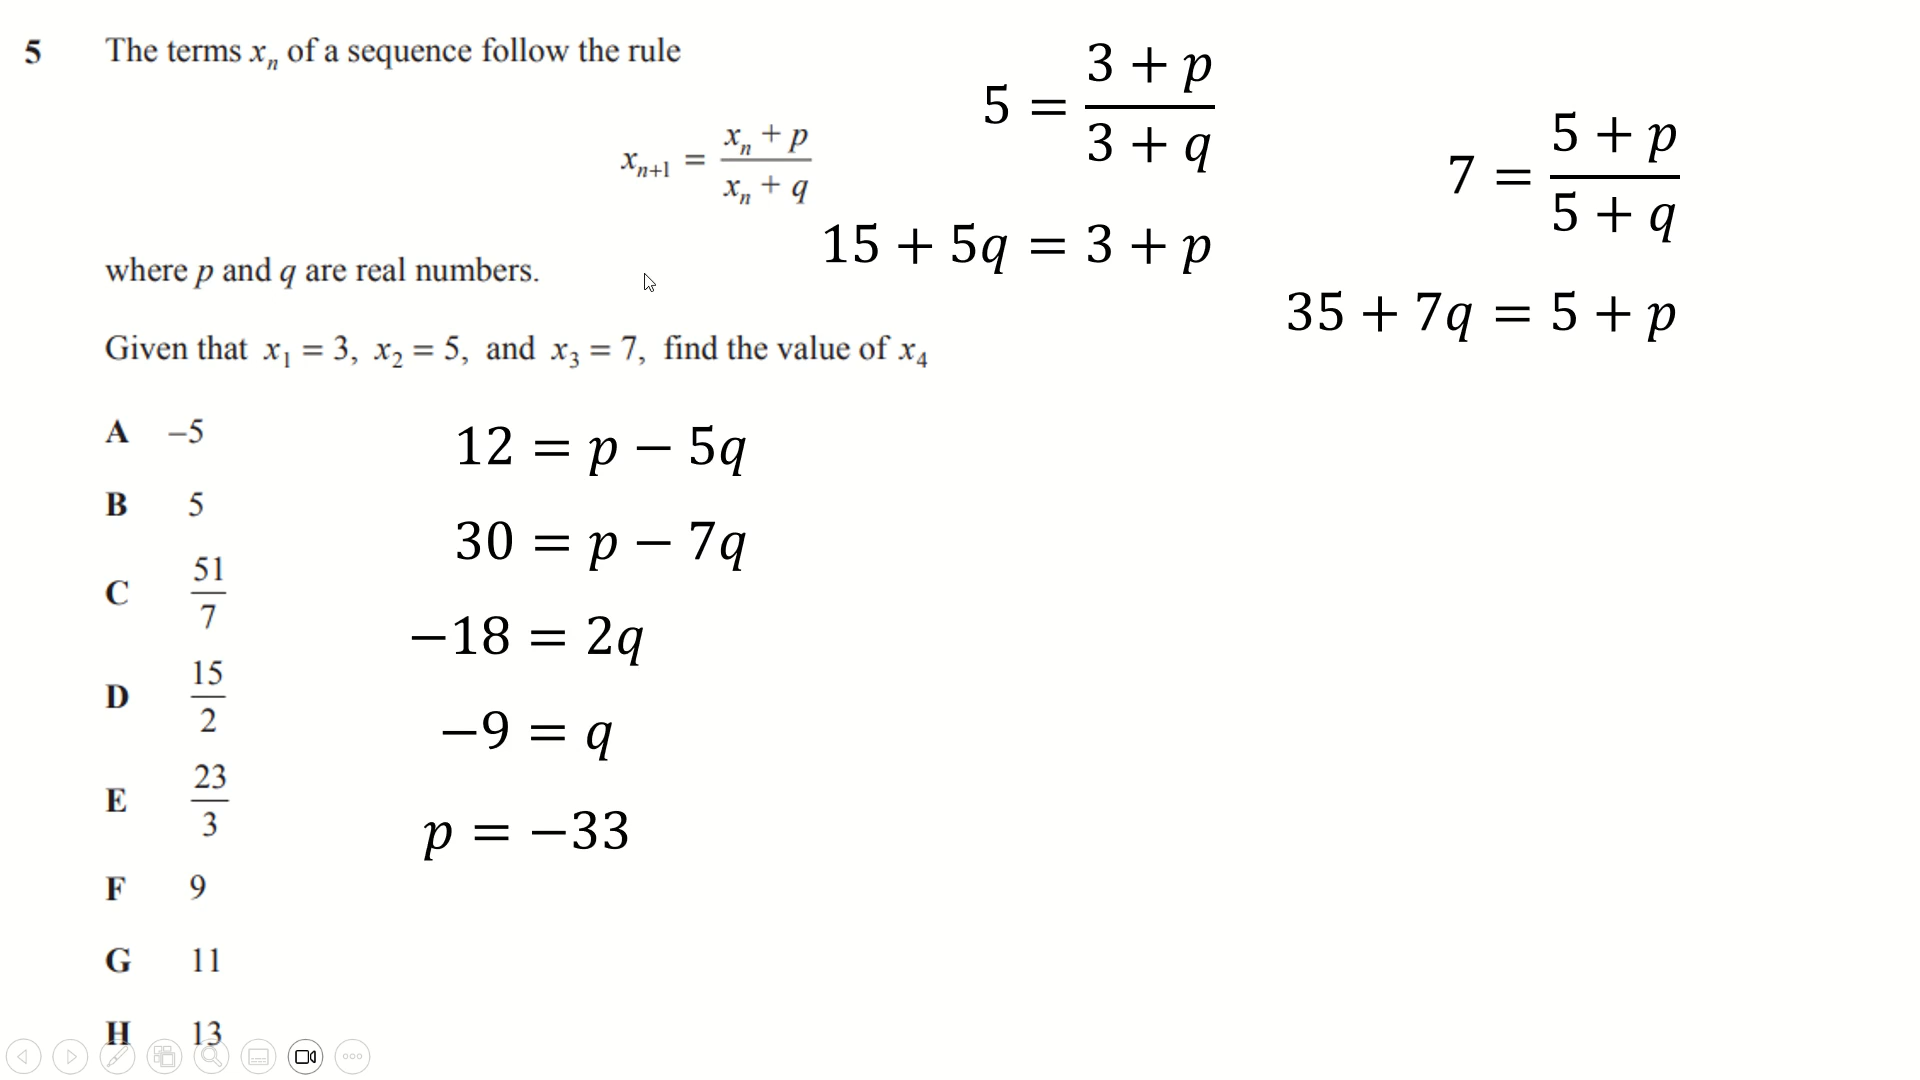 5 The terms xₙ of a sequence follow the rule
xₙ₊₁ = (xₙ + p)/(xₙ + q)
where p and q are real numbers.
Given that x₁ = 3, x₂ = 5, and x₃ = 7, find the value of x₄
A −5
B 5
C 51/7
D 15/2
E 23/3
F 9
G 11
H 13
5 = (3 + p)/(3 + q)
15 + 5q = 3 + p
7 = (5 + p)/(5 + q)
35 + 7q = 5 + p
12 = p − 5q
30 = p − 7q
−18 = 2q
−9 = q
p = −33